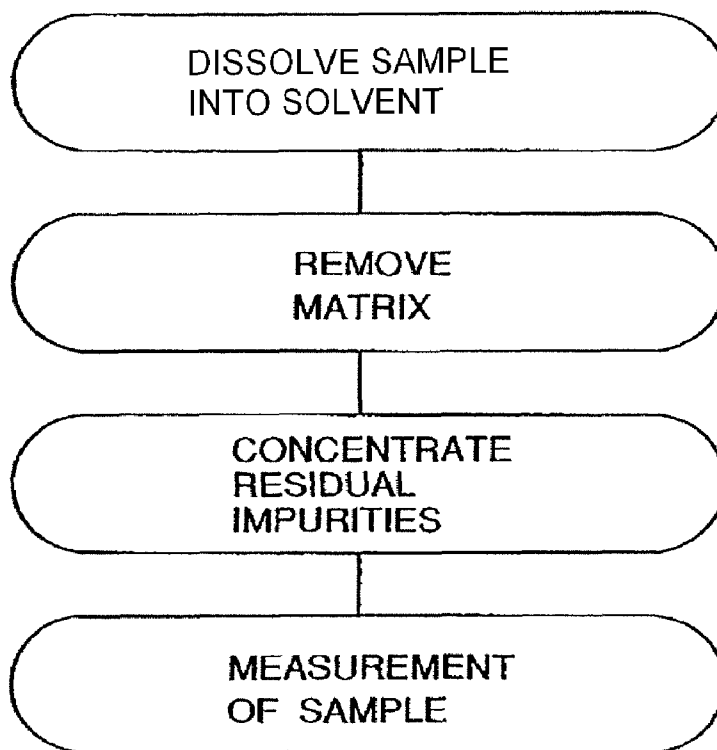 DISSOLVE SAMPLE
INTO SOLVENT
REMOVE
MATRIX
CONCENTRATE
RESIDUAL
IMPURITIES
MEASUREMENT
OF SAMPLE